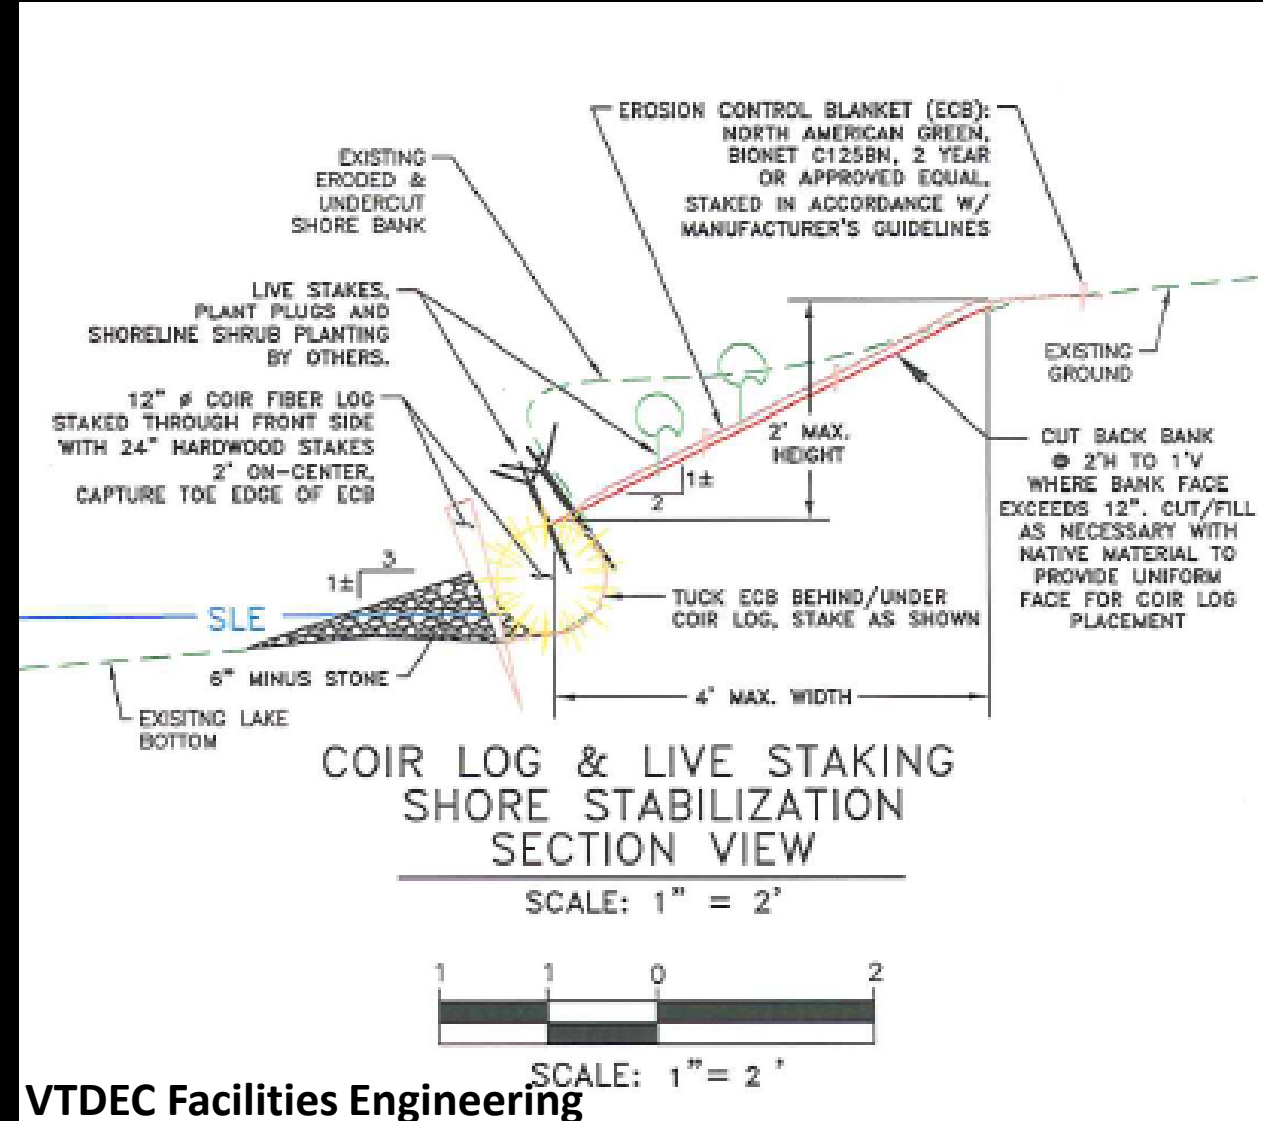 EROSION CONTROL BLANKET (ECB):
NORTH AMERICAN GREEN,
BIONET C125BN, 2 YEAR
OR APPROVED EQUAL,
STAKED IN ACCORDANCE W/
MANUFACTURER'S GUIDELINES
EXISTING
ERODED &
UNDERCUT
SHORE BANK
LIVE STAKES,
PLANT PLUGS AND
SHORELINE SHRUB PLANTING
BY OTHERS.
12" ø COIR FIBER LOG
STAKED THROUGH FRONT SIDE
WITH 24" HARDWOOD STAKES
2' ON-CENTER,
CAPTURE TOE EDGE OF ECB
EXISTING
GROUND
2' MAX.
HEIGHT
1±
2
CUT BACK BANK
@ 2'H TO 1'V
WHERE BANK FACE
EXCEEDS 12". CUT/FILL
AS NECESSARY WITH
NATIVE MATERIAL TO
PROVIDE UNIFORM
FACE FOR COIR LOG
PLACEMENT
3
1±
SLE
TUCK ECB BEHIND/UNDER
COIR LOG, STAKE AS SHOWN
6" MINUS STONE
4' MAX. WIDTH
EXISITNG LAKE
BOTTOM
COIR LOG & LIVE STAKING
SHORE STABILIZATION
SECTION VIEW
SCALE: 1" = 2'
1 1 0 2
SCALE: 1"= 2 '
VTDEC Facilities Engineering